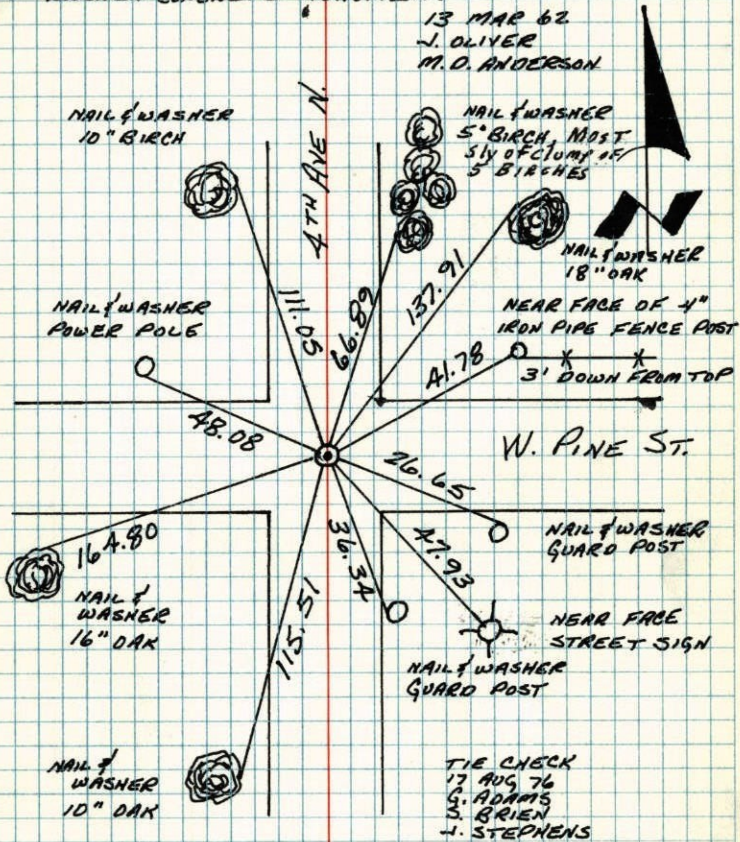 13 MAR 62
J. OLIVER
M.D. ANDERSON
4TH AVE N.
NAIL & WASHER
10" BIRCH
NAIL & WASHER
5" BIRCH, MOST
S'LY OF CLUMP OF
5 BIRCHES
NAIL & WASHER
18" OAK
111.05
66.89
137.91
NAIL & WASHER
POWER POLE
NEAR FACE OF 4"
IRON PIPE FENCE POST
3' DOWN FROM TOP
41.78
48.08
W. PINE ST.
26.65
164.80
36.34
47.93
NAIL & WASHER
GUARD POST
NAIL &
WASHER
16" OAK
115.51
NEAR FACE
STREET SIGN
NAIL & WASHER
GUARD POST
NAIL &
WASHER
10" OAK
TIE CHECK
17 AUG 76
G. ADAMS
S. BRIEN
J. STEPHENS